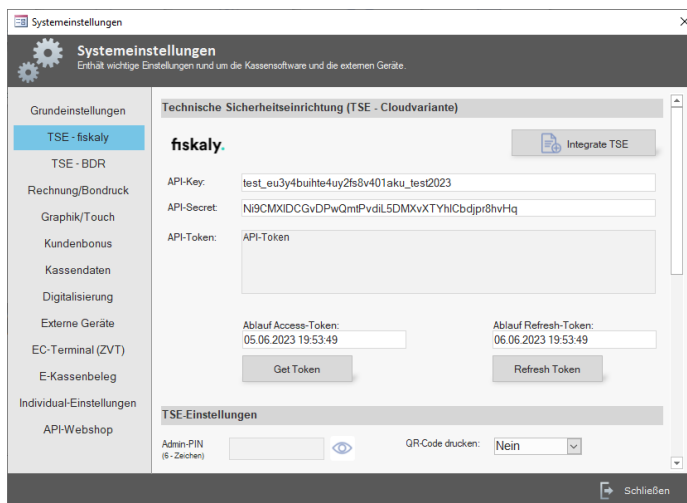 Systemeinstellungen
Systemeinstellungen
Enthält wichtige Einstellungen rund um die Kassensoftware und die externen Geräte.
Grundeinstellungen
TSE - fiskaly
TSE - BDR
Rechnung/Bondruck
Graphik/Touch
Kundenbonus
Kassendaten
Digitalisierung
Externe Geräte
EC-Terminal (ZVT)
E-Kassenbeleg
Individual-Einstellungen
API-Webshop
Technische Sicherheitseinrichtung (TSE - Cloudvariante)
fiskaly.
Integrate TSE
API-Key: test_eu3y4buihte4uy2fs8v401aku_test2023
API-Secret: Ni9CMXlDCGvDPwQmtPvdiL5DMXvXTYhlCbdjpr8hvHq
API-Token: API-Token
Ablauf Access-Token: Ablauf Refresh-Token:
05.06.2023 19:53:49 06.06.2023 19:53:49
Get Token Refresh Token
TSE-Einstellungen
Admin-PIN QR-Code drucken: Nein
(6 - Zeichen)
Schließen